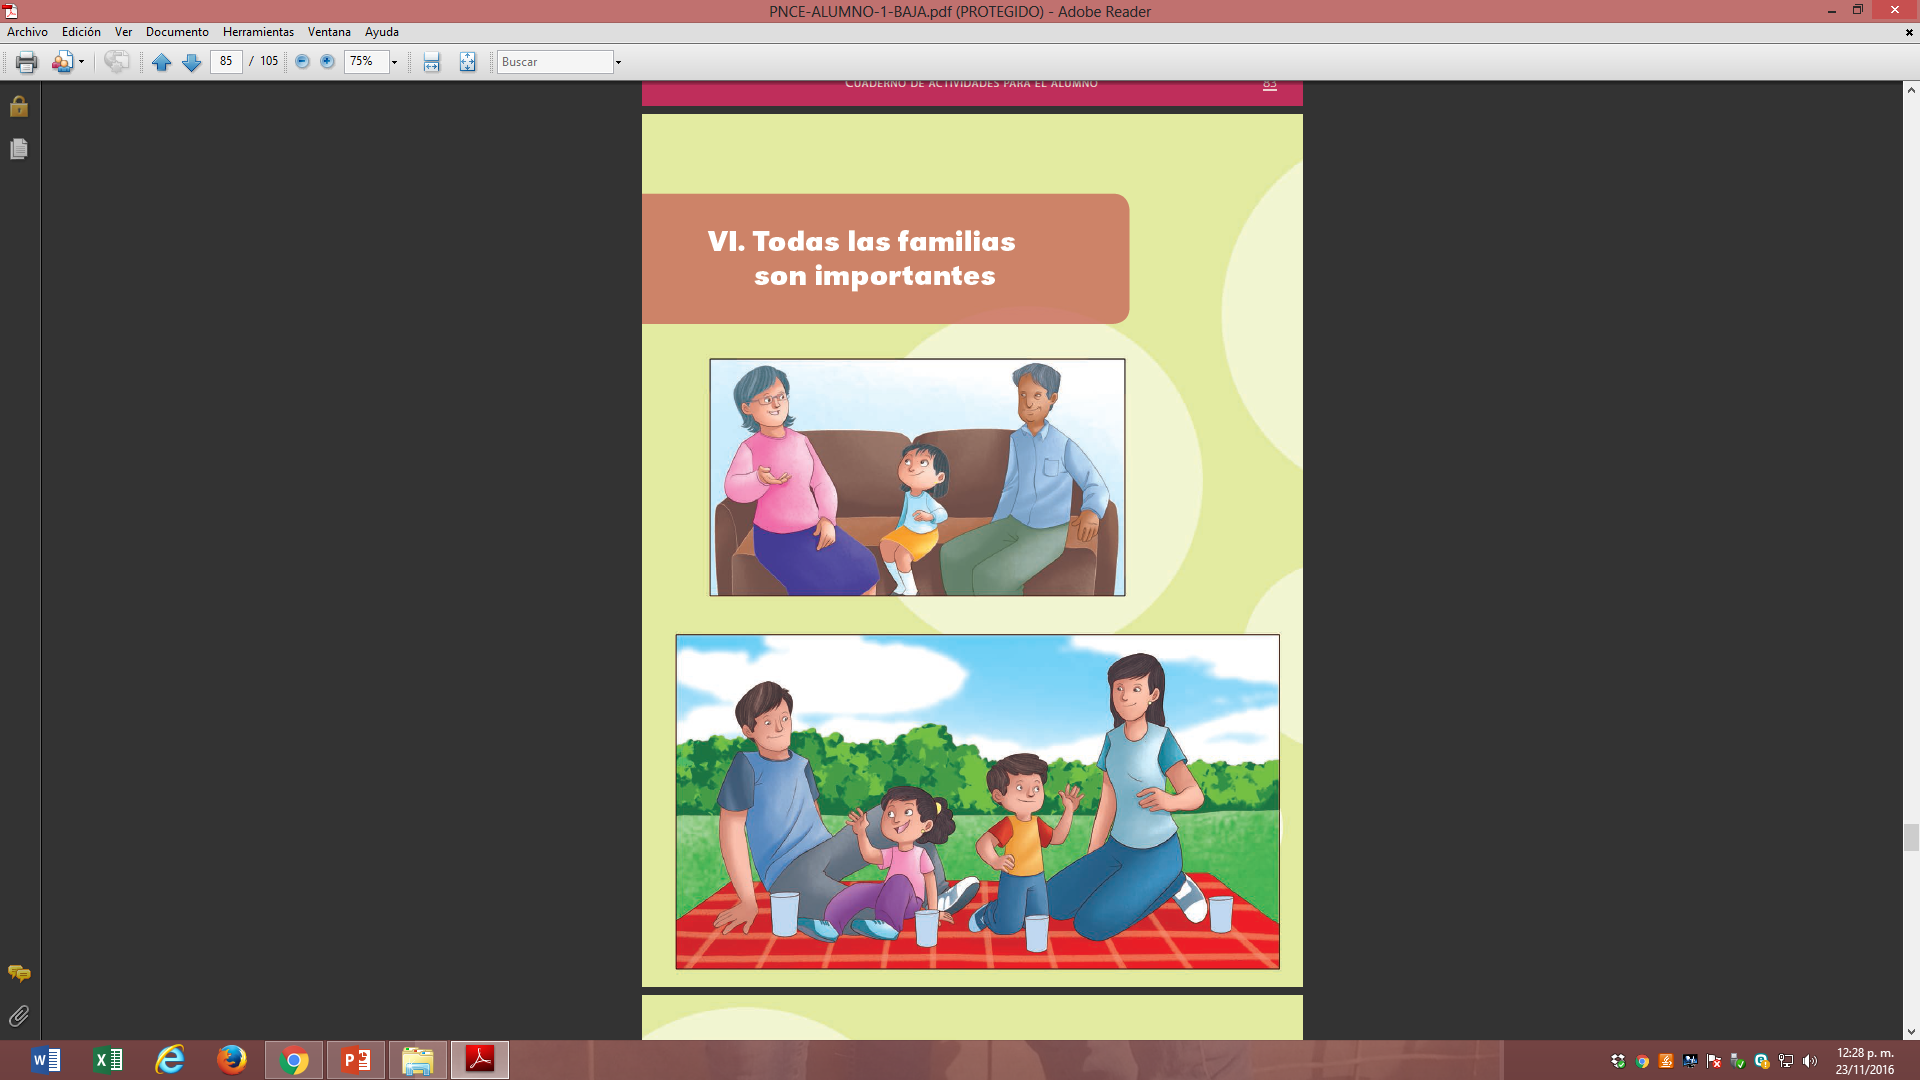 PNCE-ALUMNO-1-BAJA.pdf (PROTEGIDO) - Adobe Reader
Archivo Edición Ver Documento Herramientas Ventana Ayuda
85 / 105 75% Buscar
CUADERNO DE ACTIVIDADES PARA EL ALUMNO 83
VI. Todas las familias
son importantes
12:28 p. m.
23/11/2016